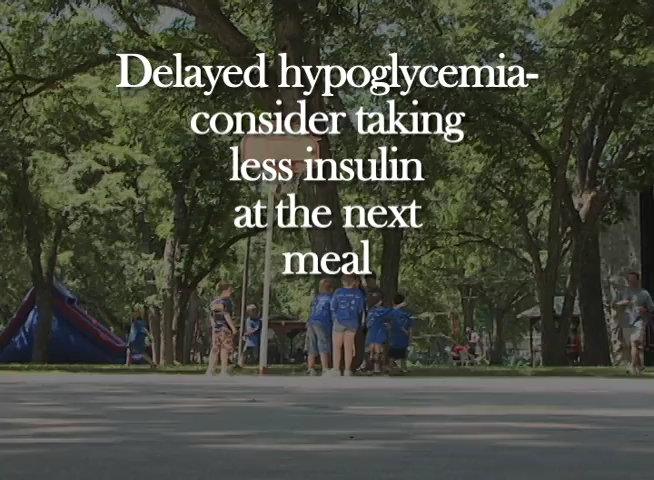 Delayed hypoglycemia-
consider taking
less insulin
at the next
meal